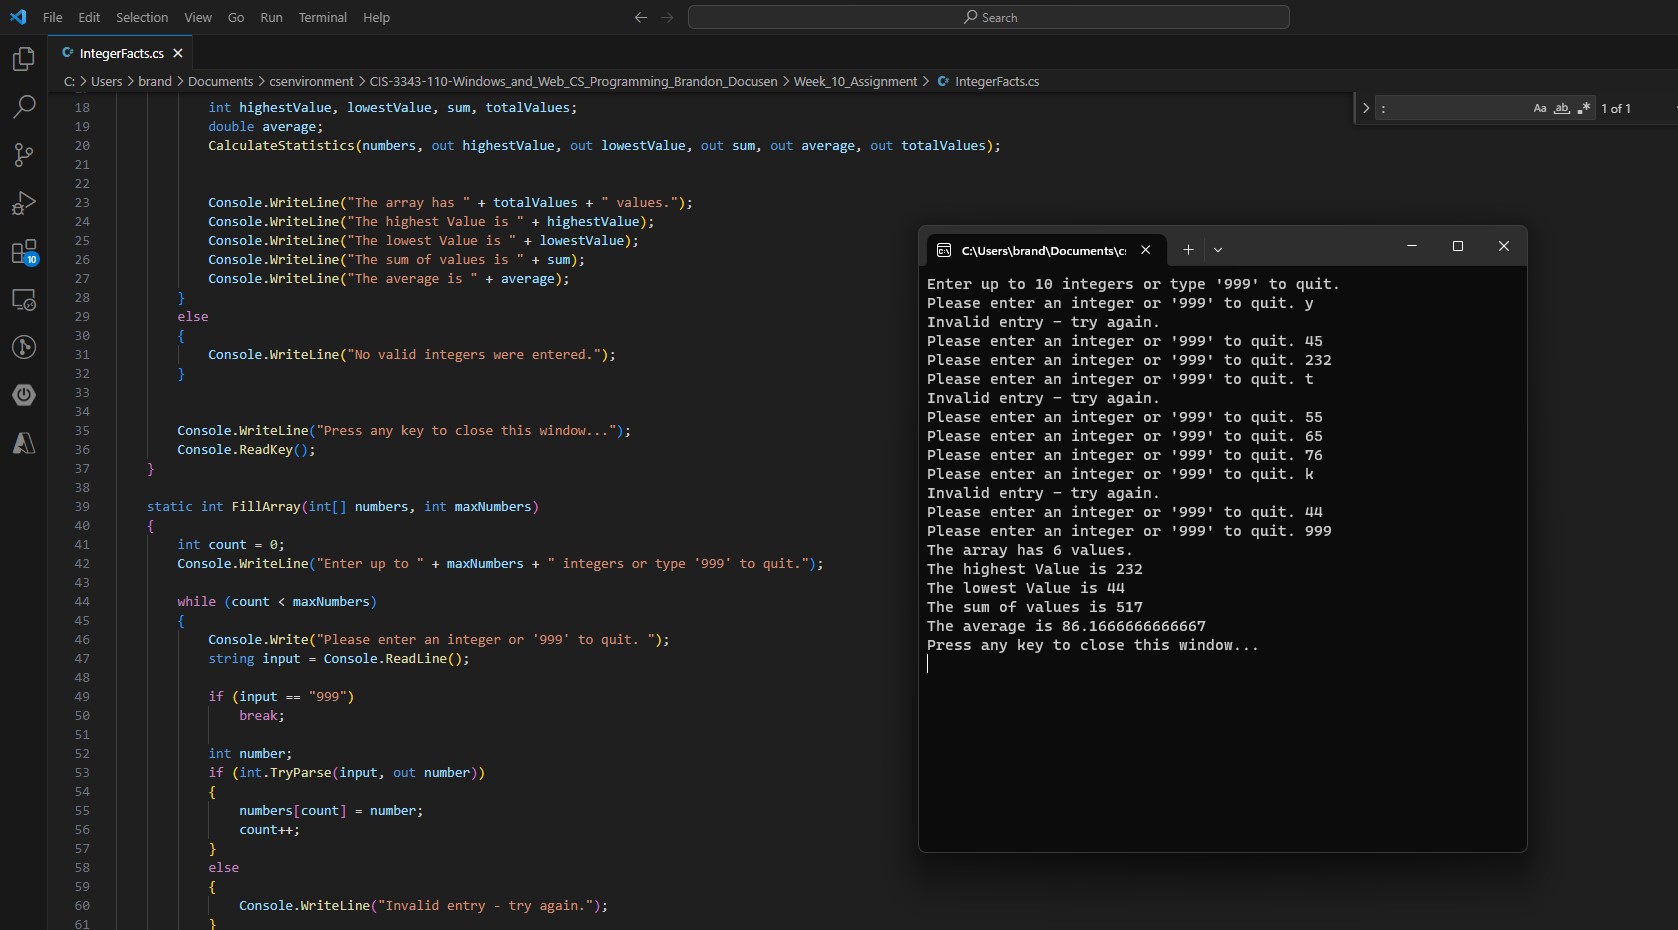 File Edit Selection View Go Run Terminal Help
Search
IntegerFacts.cs
C: > Users > brand > Documents > csenvironment > CIS-3343-110-Windows_and_Web_CS_Programming_Brandon_Docusen > Week_10_Assignment > IntegerFacts.cs
: Aa ab 1 of 1
18 int highestValue, lowestValue, sum, totalValues;
19 double average;
20 CalculateStatistics(numbers, out highestValue, out lowestValue, out sum, out average, out totalValues);
21
22
23 Console.WriteLine("The array has " + totalValues + " values.");
24 Console.WriteLine("The highest Value is " + highestValue);
25 Console.WriteLine("The lowest Value is " + lowestValue);
26 Console.WriteLine("The sum of values is " + sum);
27 Console.WriteLine("The average is " + average);
28 }
29 else
30 {
31 Console.WriteLine("No valid integers were entered.");
32 }
33
34
35 Console.WriteLine("Press any key to close this window...");
36 Console.ReadKey();
37 }
38
39 static int FillArray(int[] numbers, int maxNumbers)
40 {
41 int count = 0;
42 Console.WriteLine("Enter up to " + maxNumbers + " integers or type '999' to quit.");
43
44 while (count < maxNumbers)
45 {
46 Console.Write("Please enter an integer or '999' to quit. ");
47 string input = Console.ReadLine();
48
49 if (input == "999")
50 break;
51
52 int number;
53 if (int.TryParse(input, out number))
54 {
55 numbers[count] = number;
56 count++;
57 }
58 else
59 {
60 Console.WriteLine("Invalid entry - try again.");
61 }
10
C:\Users\brand\Documents\c
Enter up to 10 integers or type '999' to quit.
Please enter an integer or '999' to quit. y
Invalid entry - try again.
Please enter an integer or '999' to quit. 45
Please enter an integer or '999' to quit. 232
Please enter an integer or '999' to quit. t
Invalid entry - try again.
Please enter an integer or '999' to quit. 55
Please enter an integer or '999' to quit. 65
Please enter an integer or '999' to quit. 76
Please enter an integer or '999' to quit. k
Invalid entry - try again.
Please enter an integer or '999' to quit. 44
Please enter an integer or '999' to quit. 999
The array has 6 values.
The highest Value is 232
The lowest Value is 44
The sum of values is 517
The average is 86.1666666666667
Press any key to close this window...